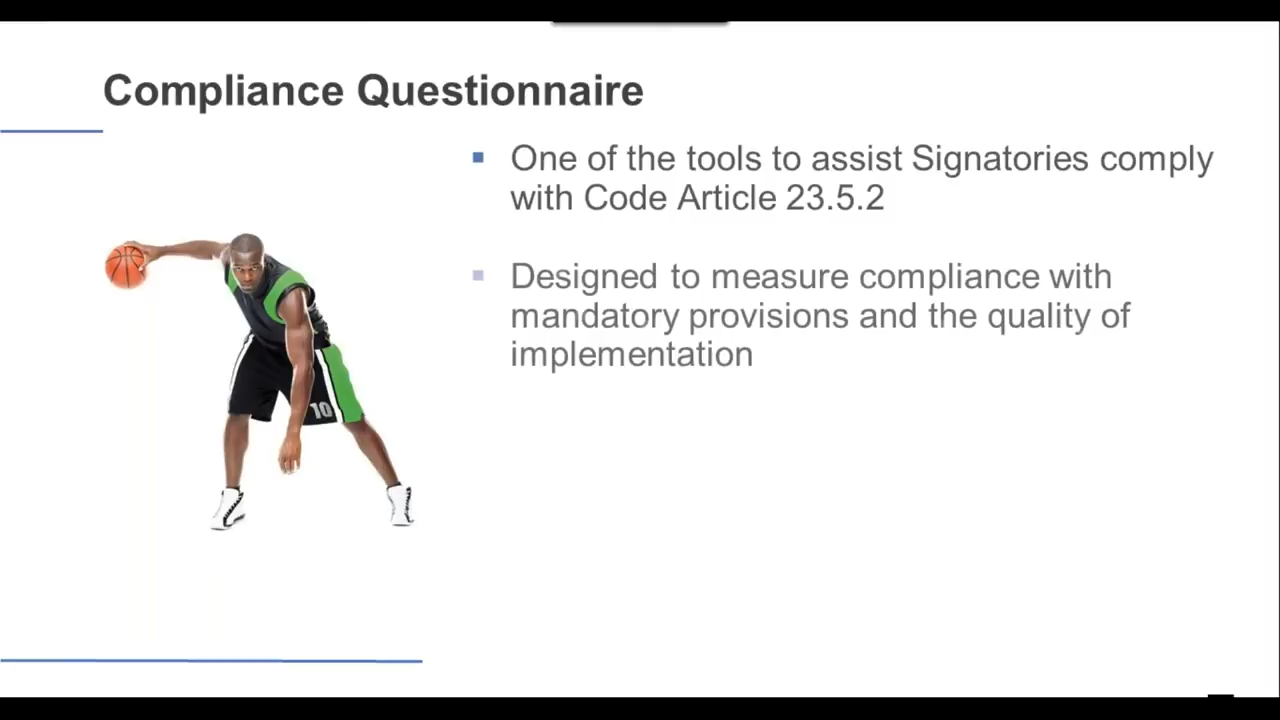 Compliance Questionnaire
One of the tools to assist Signatories comply
with Code Article 23.5.2
Designed to measure compliance with
mandatory provisions and the quality of
implementation
10